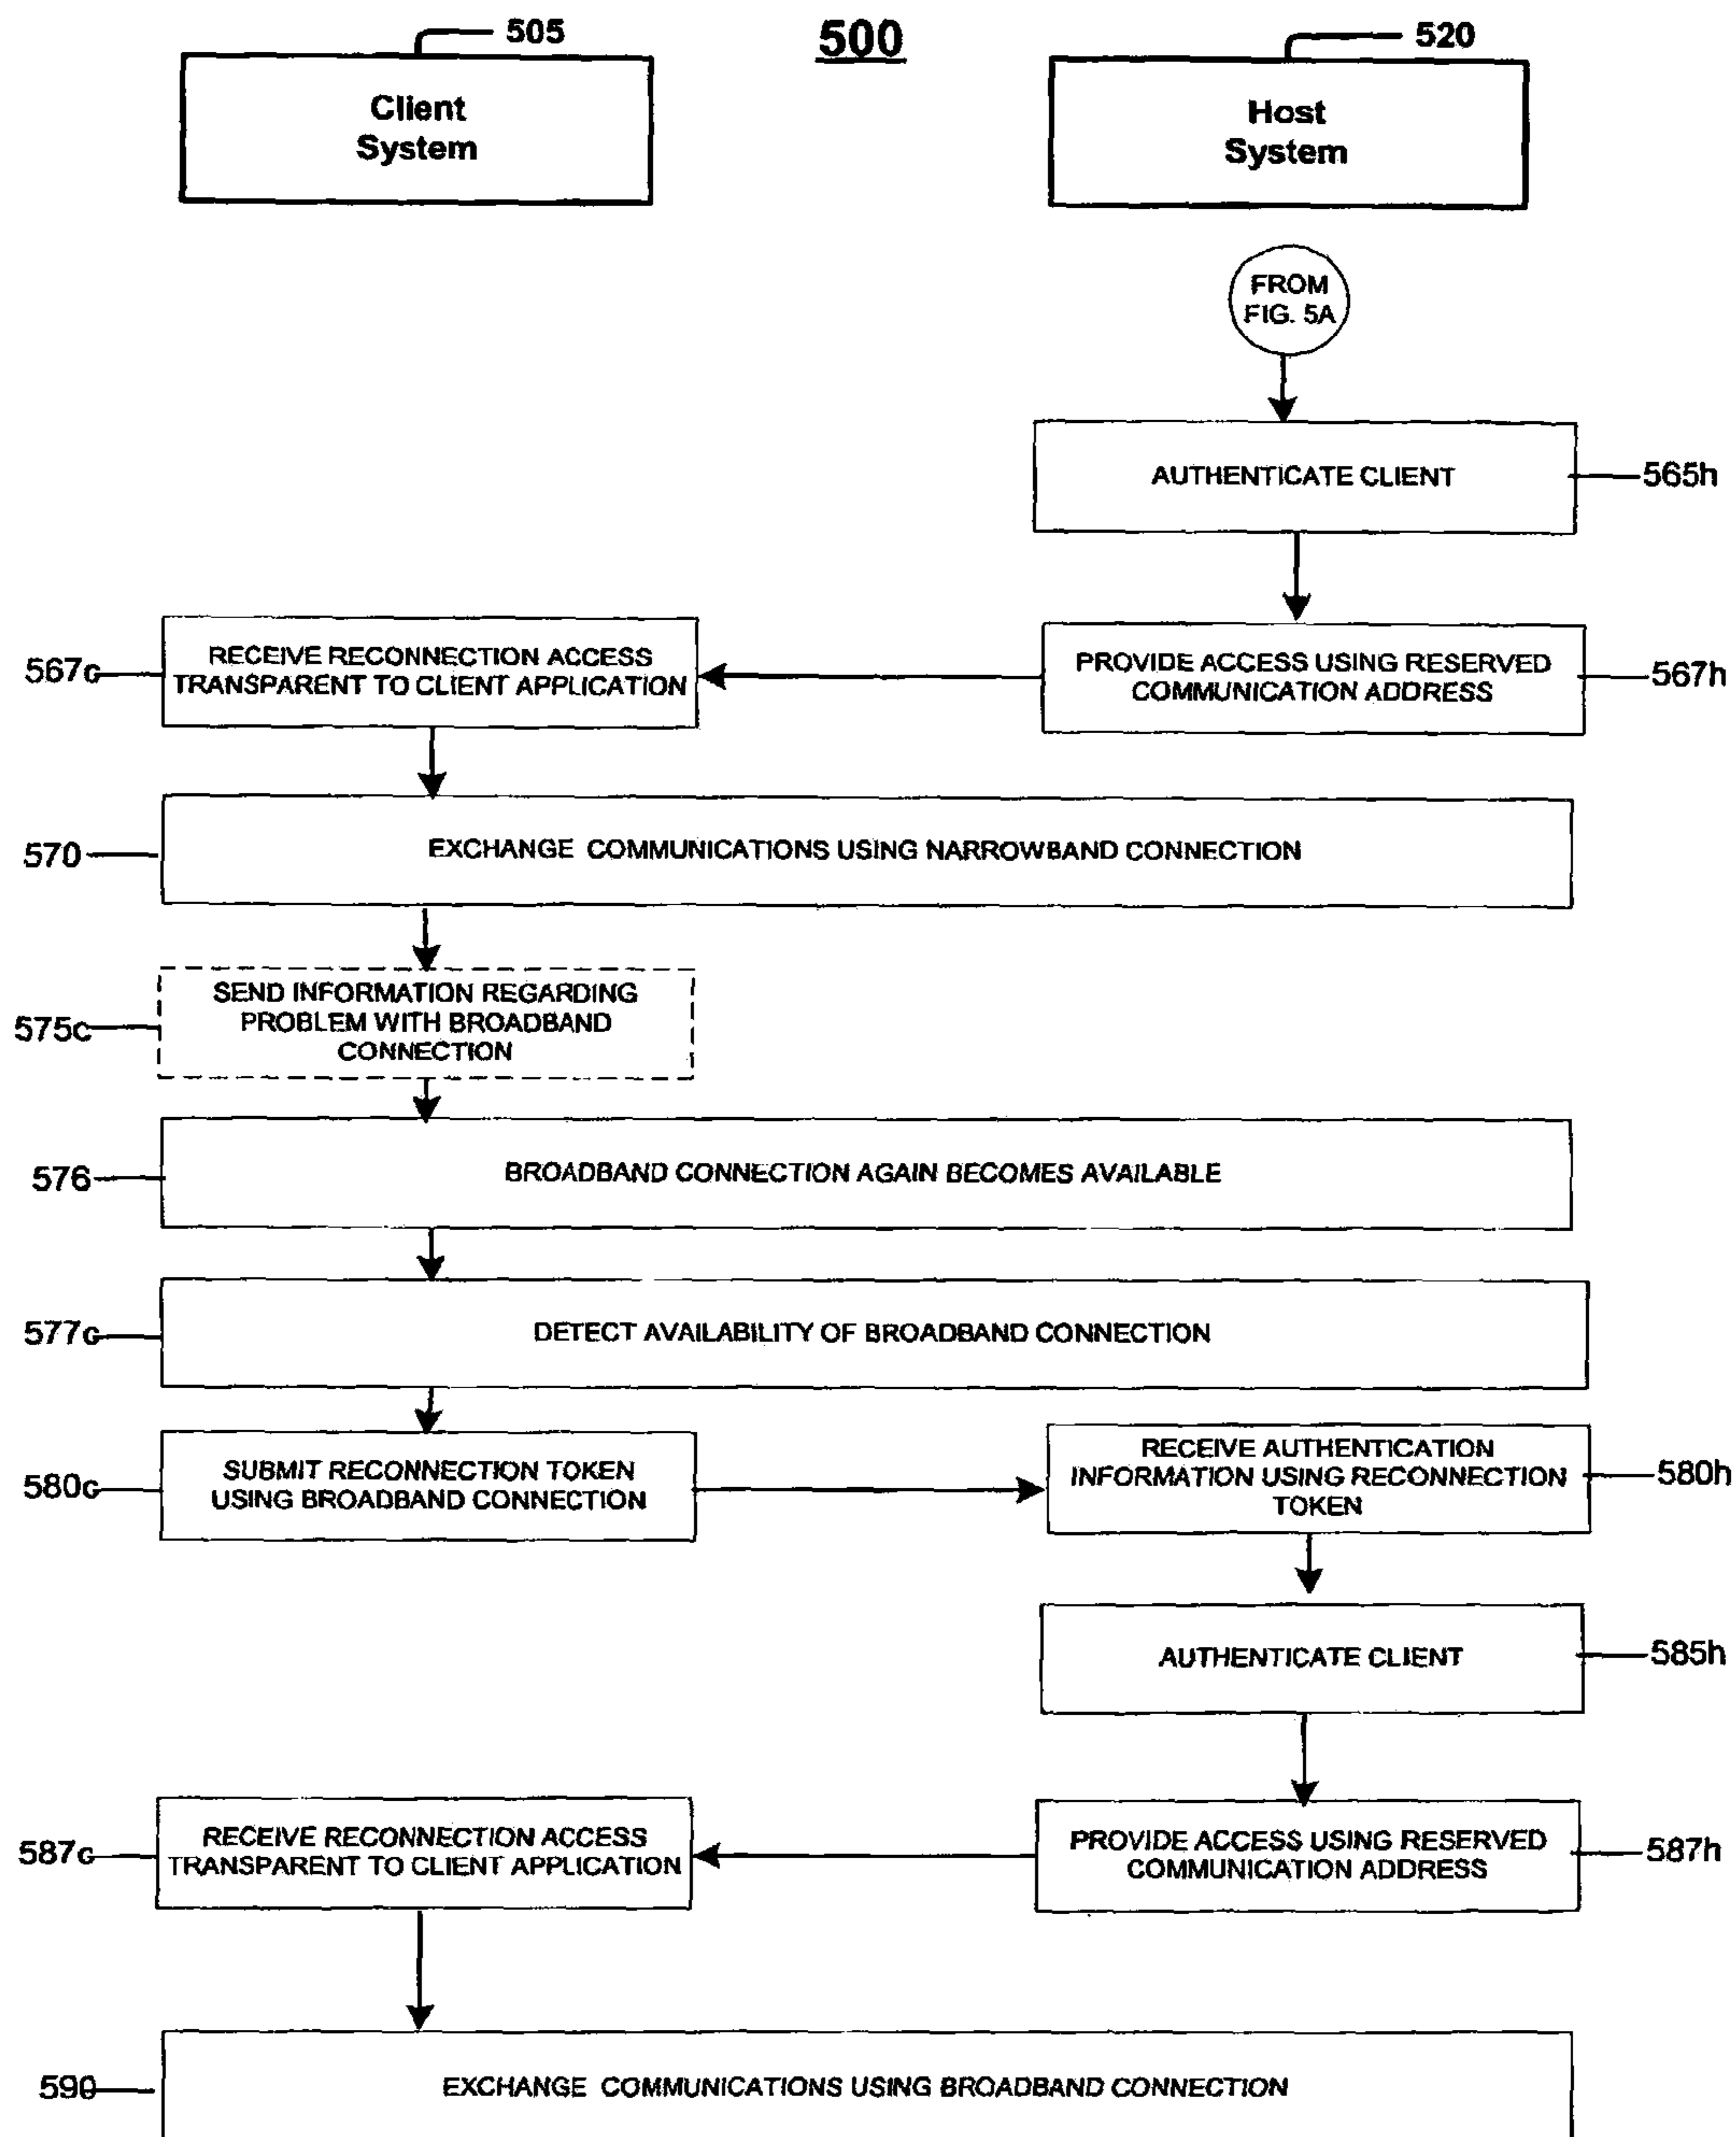 505
500
520
Client
System
Host
System
FROM
FIG. 5A
AUTHENTICATE CLIENT
565h
567c
RECEIVE RECONNECTION ACCESS
TRANSPARENT TO CLIENT APPLICATION
PROVIDE ACCESS USING RESERVED
COMMUNICATION ADDRESS
567h
570
EXCHANGE COMMUNICATIONS USING NARROWBAND CONNECTION
575c
SEND INFORMATION REGARDING
PROBLEM WITH BROADBAND
CONNECTION
576
BROADBAND CONNECTION AGAIN BECOMES AVAILABLE
577c
DETECT AVAILABILITY OF BROADBAND CONNECTION
580c
SUBMIT RECONNECTION TOKEN
USING BROADBAND CONNECTION
RECEIVE AUTHENTICATION
INFORMATION USING RECONNECTION
TOKEN
580h
AUTHENTICATE CLIENT
585h
587c
RECEIVE RECONNECTION ACCESS
TRANSPARENT TO CLIENT APPLICATION
PROVIDE ACCESS USING RESERVED
COMMUNICATION ADDRESS
587h
590
EXCHANGE COMMUNICATIONS USING BROADBAND CONNECTION